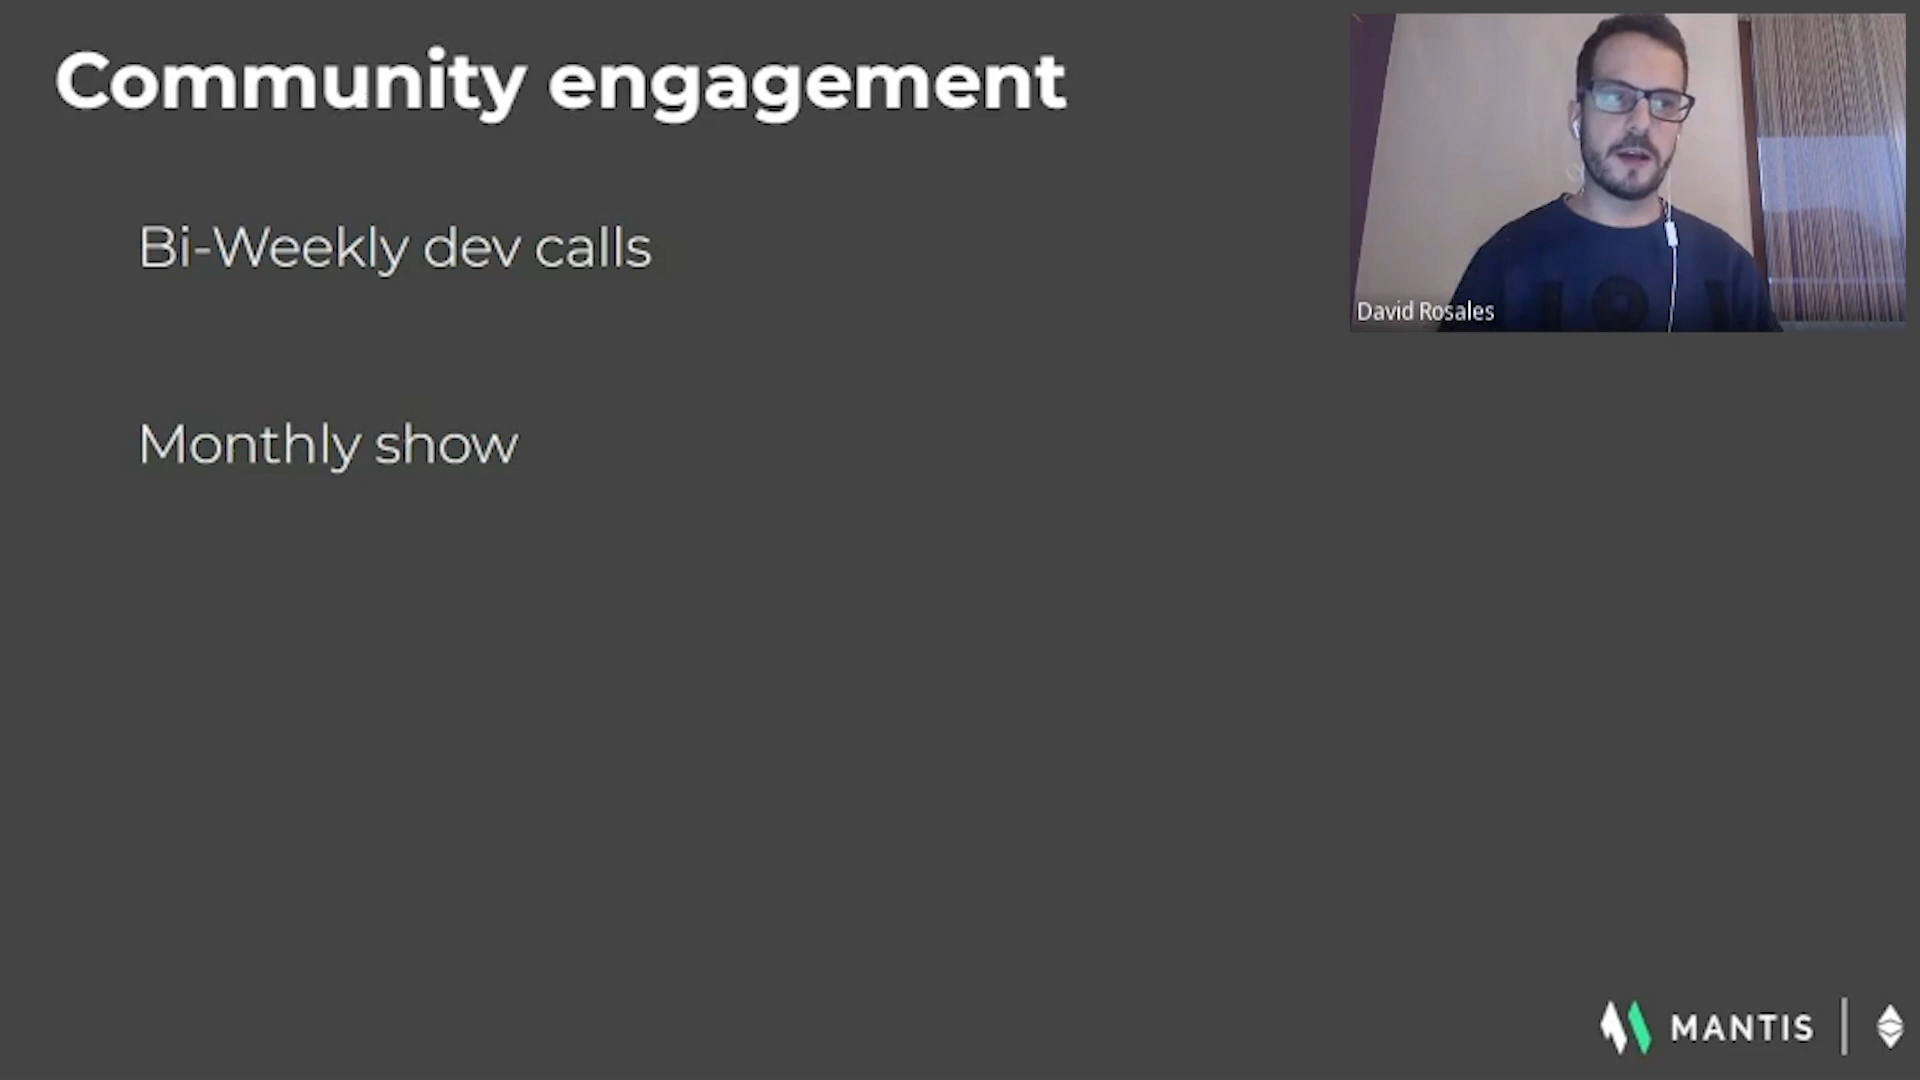 Community engagement
Bi-Weekly dev calls
Monthly show
David Rosales
MANTIS